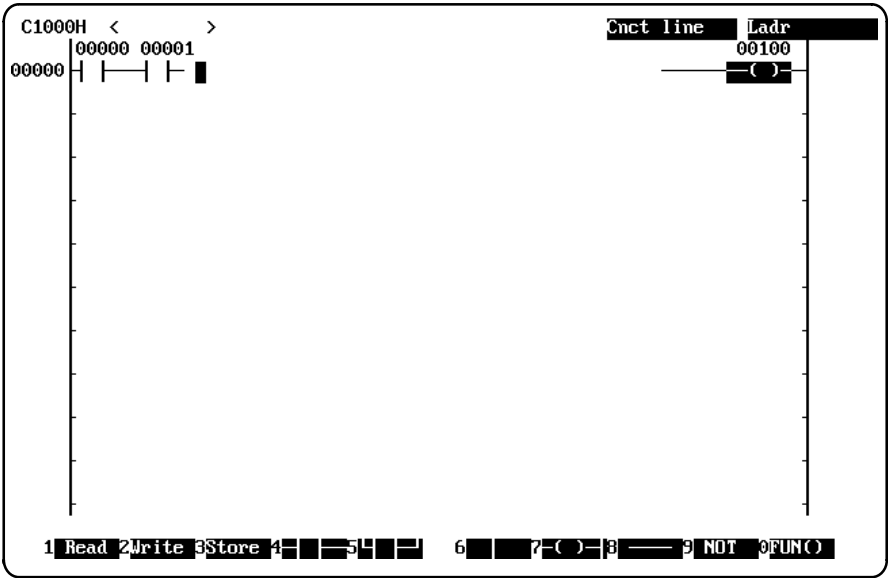 C1000H < > Cnct line Ladr
00000 00001 00100
00000 ( )
1 Read 2Write 3Store 4 5 6 7 ( ) 8 9 NOT 0FUN()